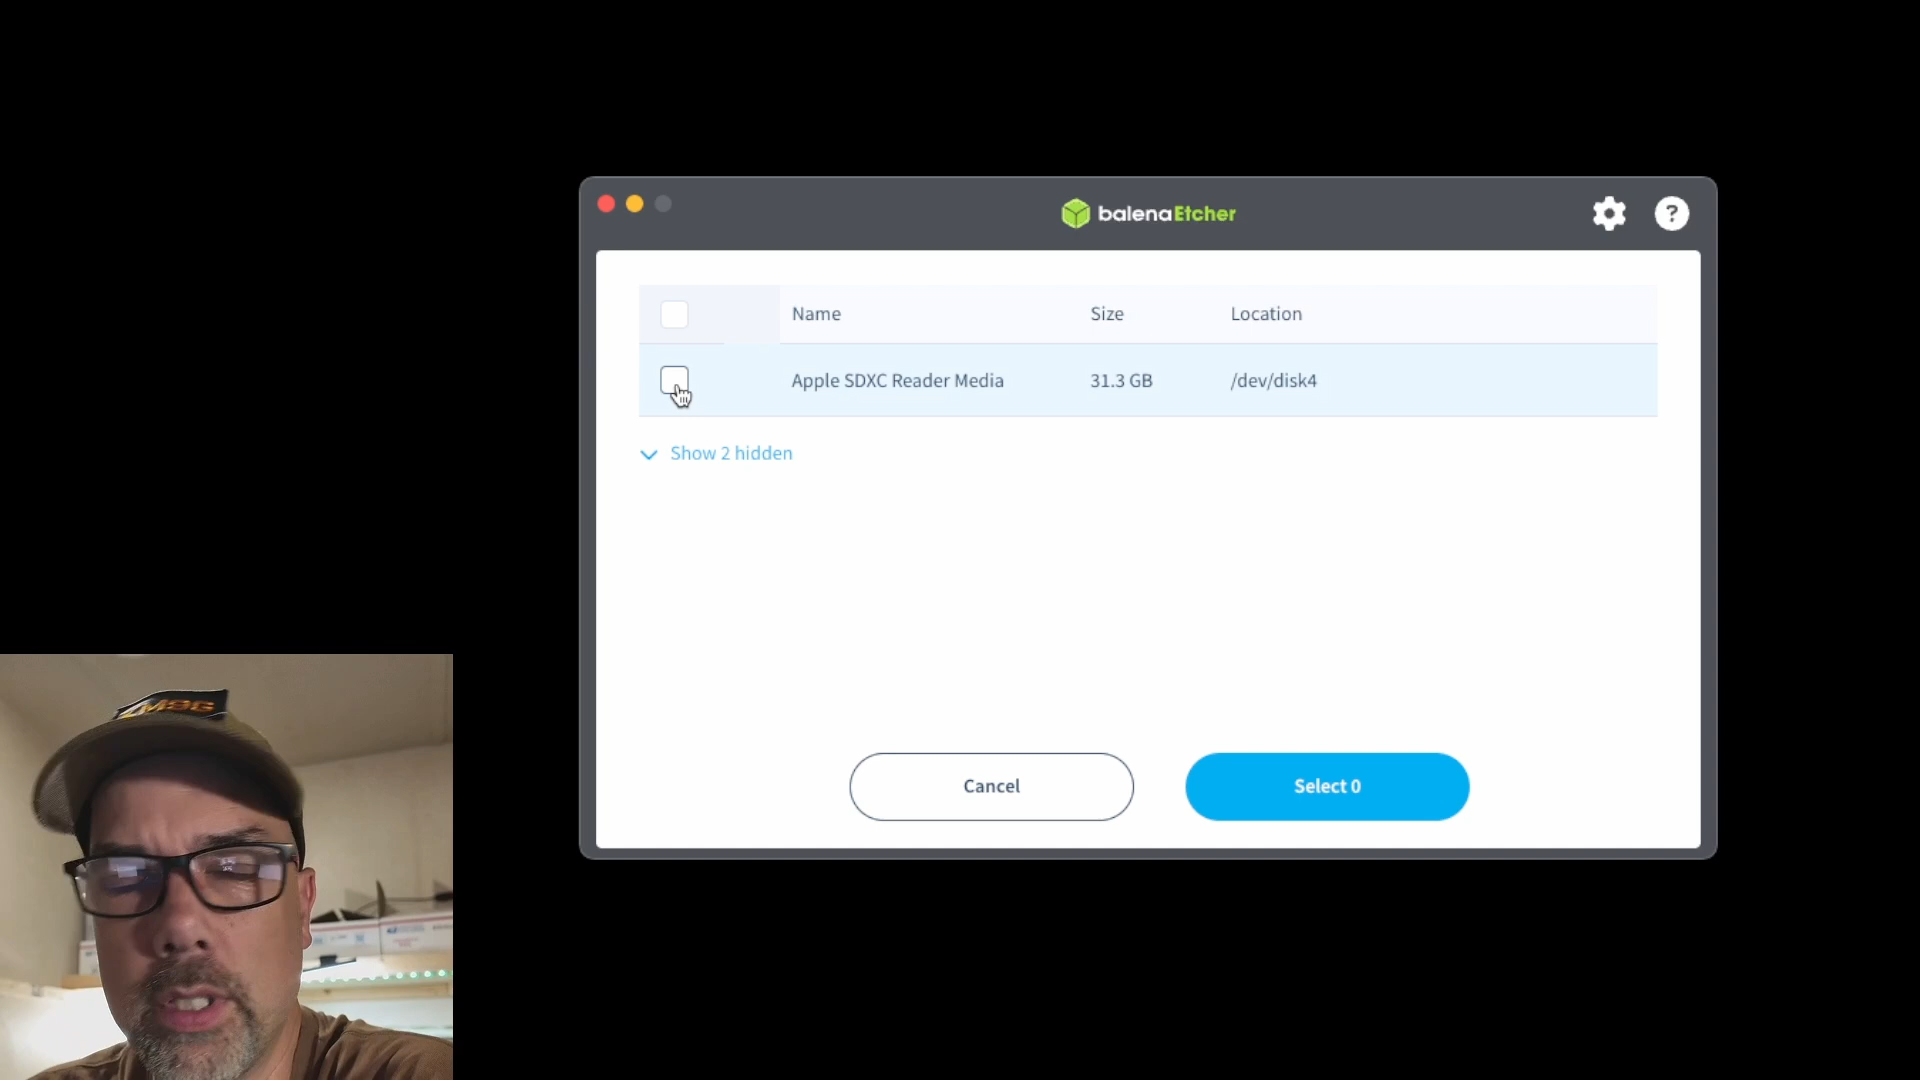 balenaEtcher
?
Name Size Location
Apple SDXC Reader Media 31.3 GB /dev/disk4
Show 2 hidden
Cancel Select 0